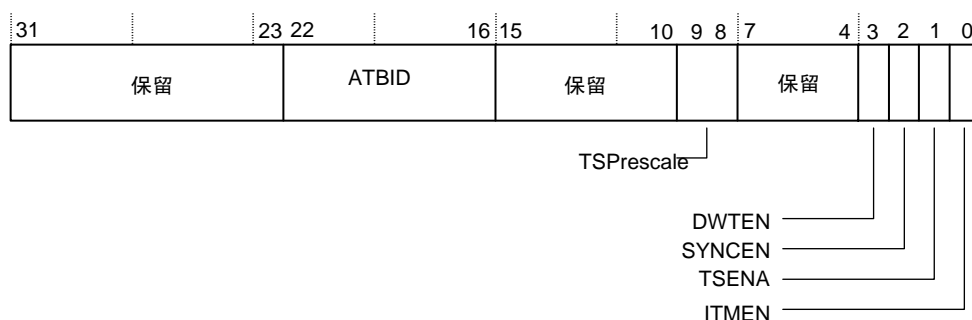 31 23 22 16 15 10 9 8 7 4 3 2 1 0
保留 ATBID 保留 保留
TSPrescale
DWTEN
SYNCEN
TSENA
ITMEN